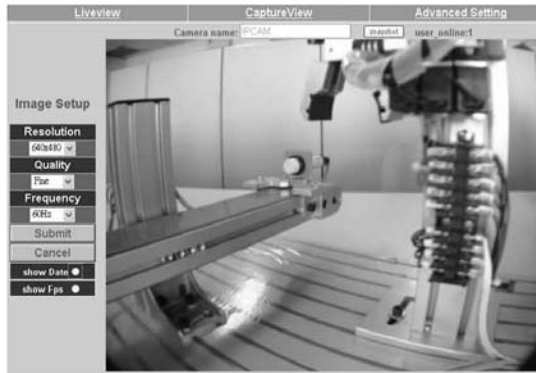 Liveview CaptureView Advanced Setting
Camera name: IPCAM snapshot user_online:1
Image Setup
Resolution
640x480
Quality
Fine
Frequency
60Hz
Submit
Cancel
show Date
show Fps